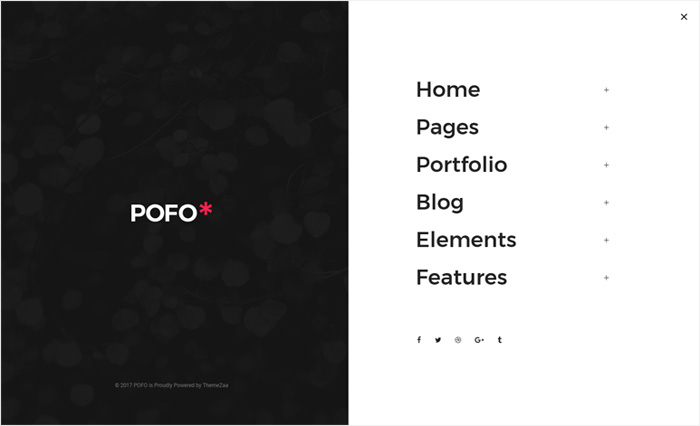 POFO*
© 2017 POFO is Proudly Powered by ThemeZaa
Home +
Pages +
Portfolio +
Blog +
Elements +
Features +